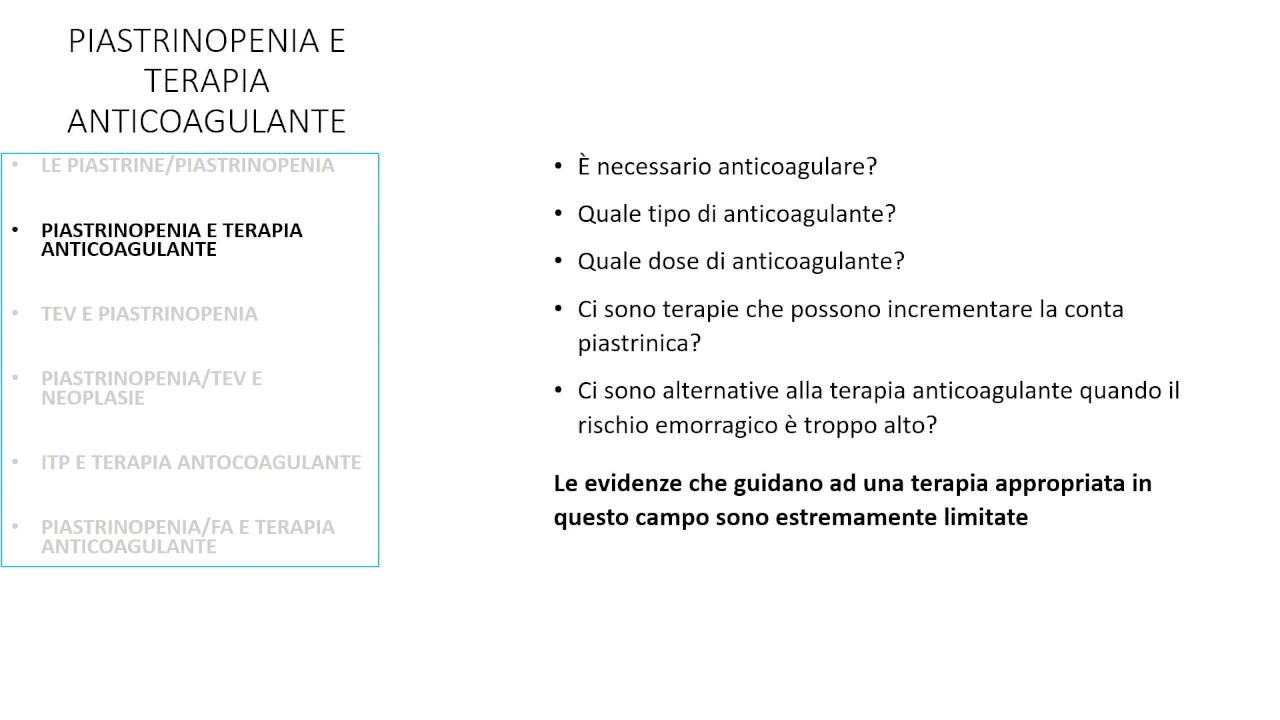 PIASTRINOPENIA E
TERAPIA
ANTICOAGULANTE
• LE PIASTRINE/PIASTRINOPENIA
• PIASTRINOPENIA E TERAPIA
ANTICOAGULANTE
• TEV E PIASTRINOPENIA
• PIASTRINOPENIA/TEV E
NEOPLASIE
• ITP E TERAPIA ANTOCOAGULANTE
• PIASTRINOPENIA/FA E TERAPIA
ANTICOAGULANTE
• È necessario anticoagulare?
• Quale tipo di anticoagulante?
• Quale dose di anticoagulante?
• Ci sono terapie che possono incrementare la conta
piastrinica?
• Ci sono alternative alla terapia anticoagulante quando il
rischio emorragico è troppo alto?
Le evidenze che guidano ad una terapia appropriata in
questo campo sono estremamente limitate